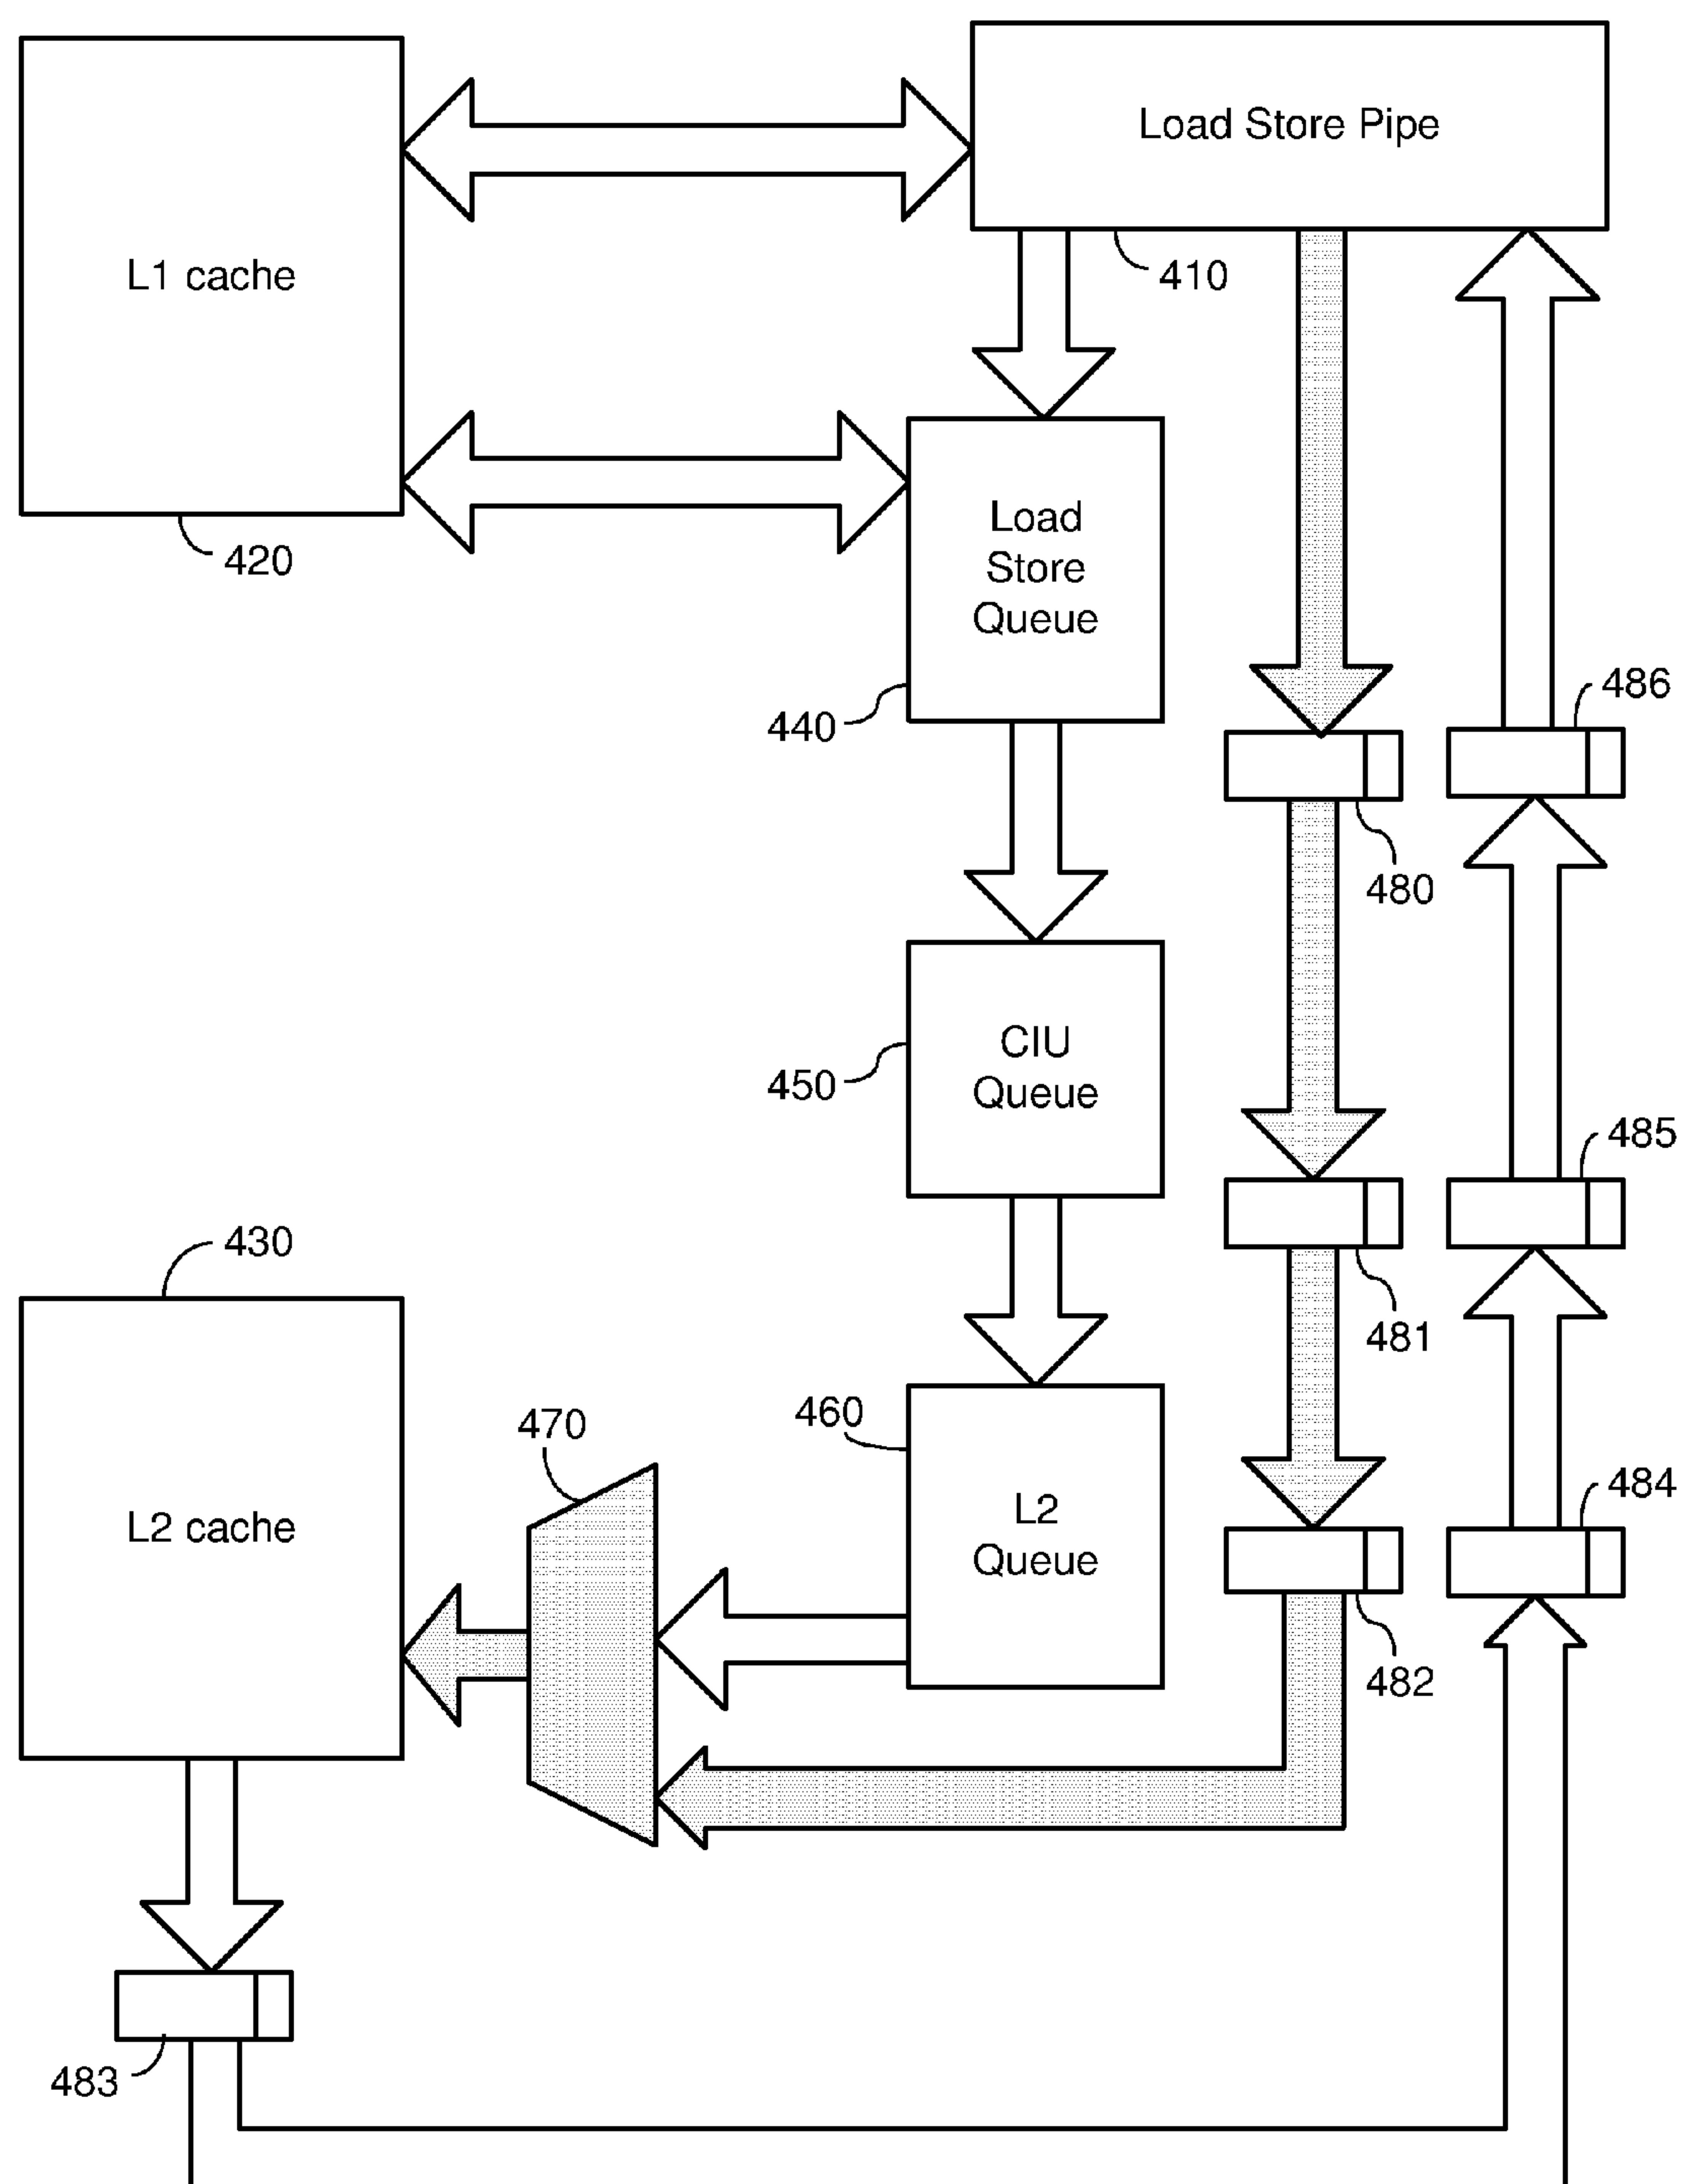 Load Store Pipe
L1 cache
410
Load
Store
Queue
420
440
486
480
CIU
Queue
450
485
430
481
470
460
484
L2 cache
L2
Queue
482
483